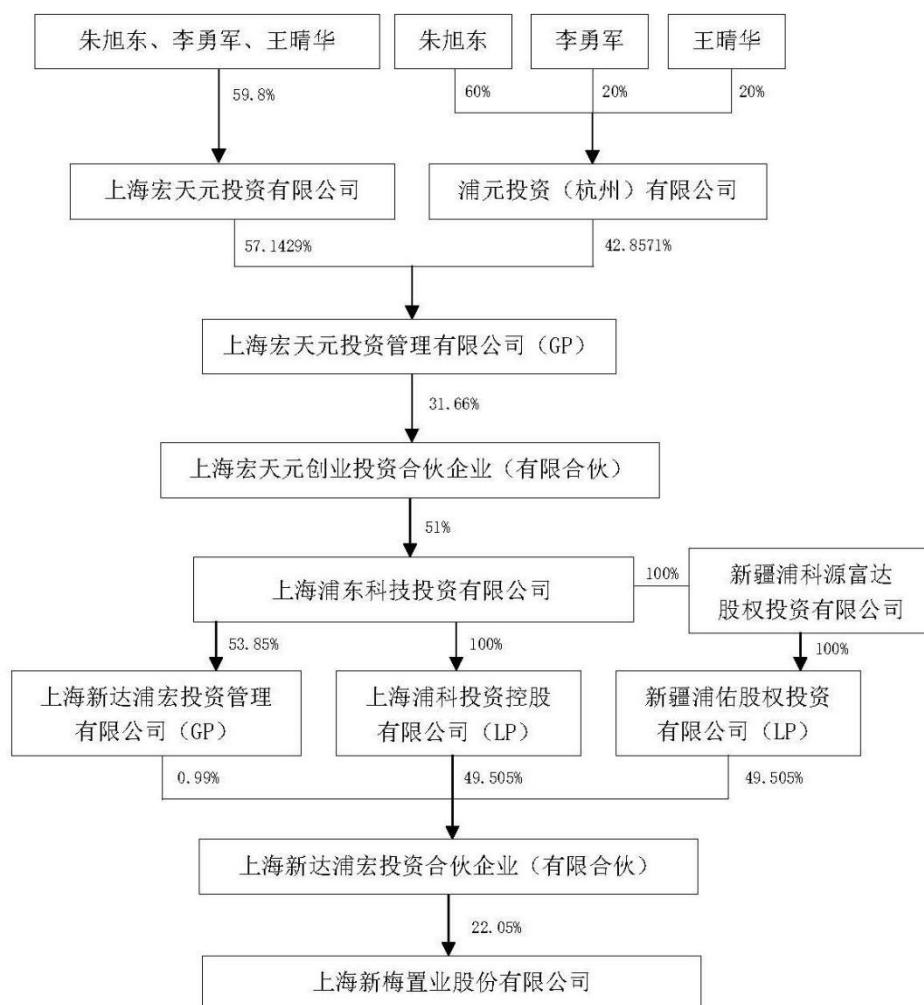 朱旭东、李勇军、王晴华
朱旭东
李勇军
王晴华
59.8%
60%
20%
20%
上海宏天元投资有限公司
浦元投资（杭州）有限公司
57.1429%
42.8571%
上海宏天元投资管理有限公司（GP）
31.66%
上海宏天元创业投资合伙企业（有限合伙）
51%
上海浦东科技投资有限公司
100%
新疆浦科源富达
股权投资有限公司
53.85%
100%
100%
上海新达浦宏投资管理
有限公司（GP）
上海浦科投资控股
有限公司（LP）
新疆浦佑股权投资
有限公司（LP）
0.99%
49.505%
49.505%
上海新达浦宏投资合伙企业（有限合伙）
22.05%
上海新梅置业股份有限公司